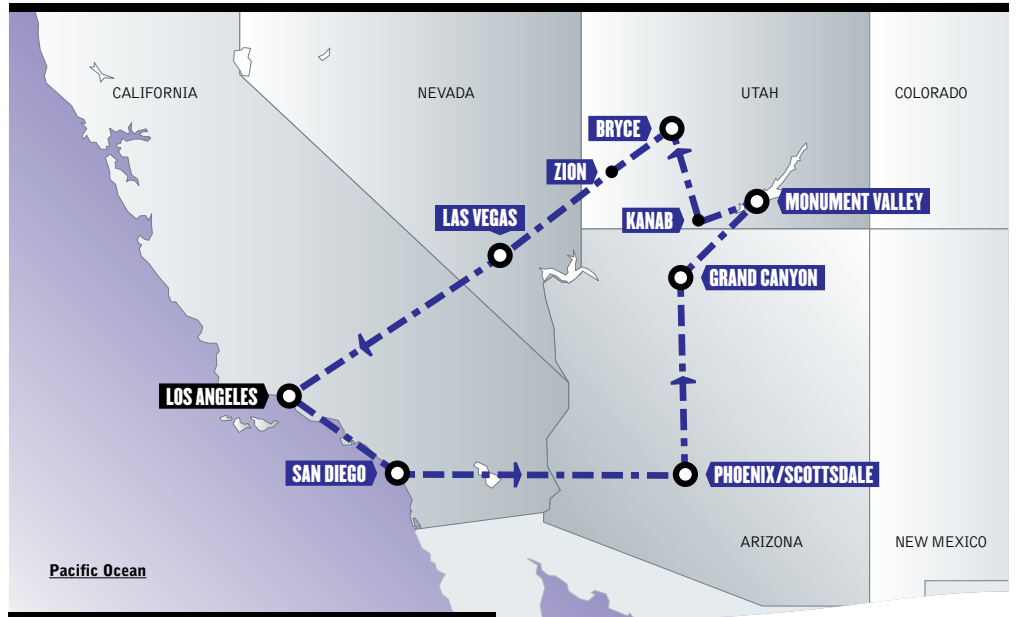 CALIFORNIA
NEVADA
UTAH
COLORADO
BRYCE
ZION
MONUMENT VALLEY
LAS VEGAS
KANAB
GRAND CANYON
LOS ANGELES
SAN DIEGO
PHOENIX/SCOTTSDALE
ARIZONA
NEW MEXICO
Pacific Ocean